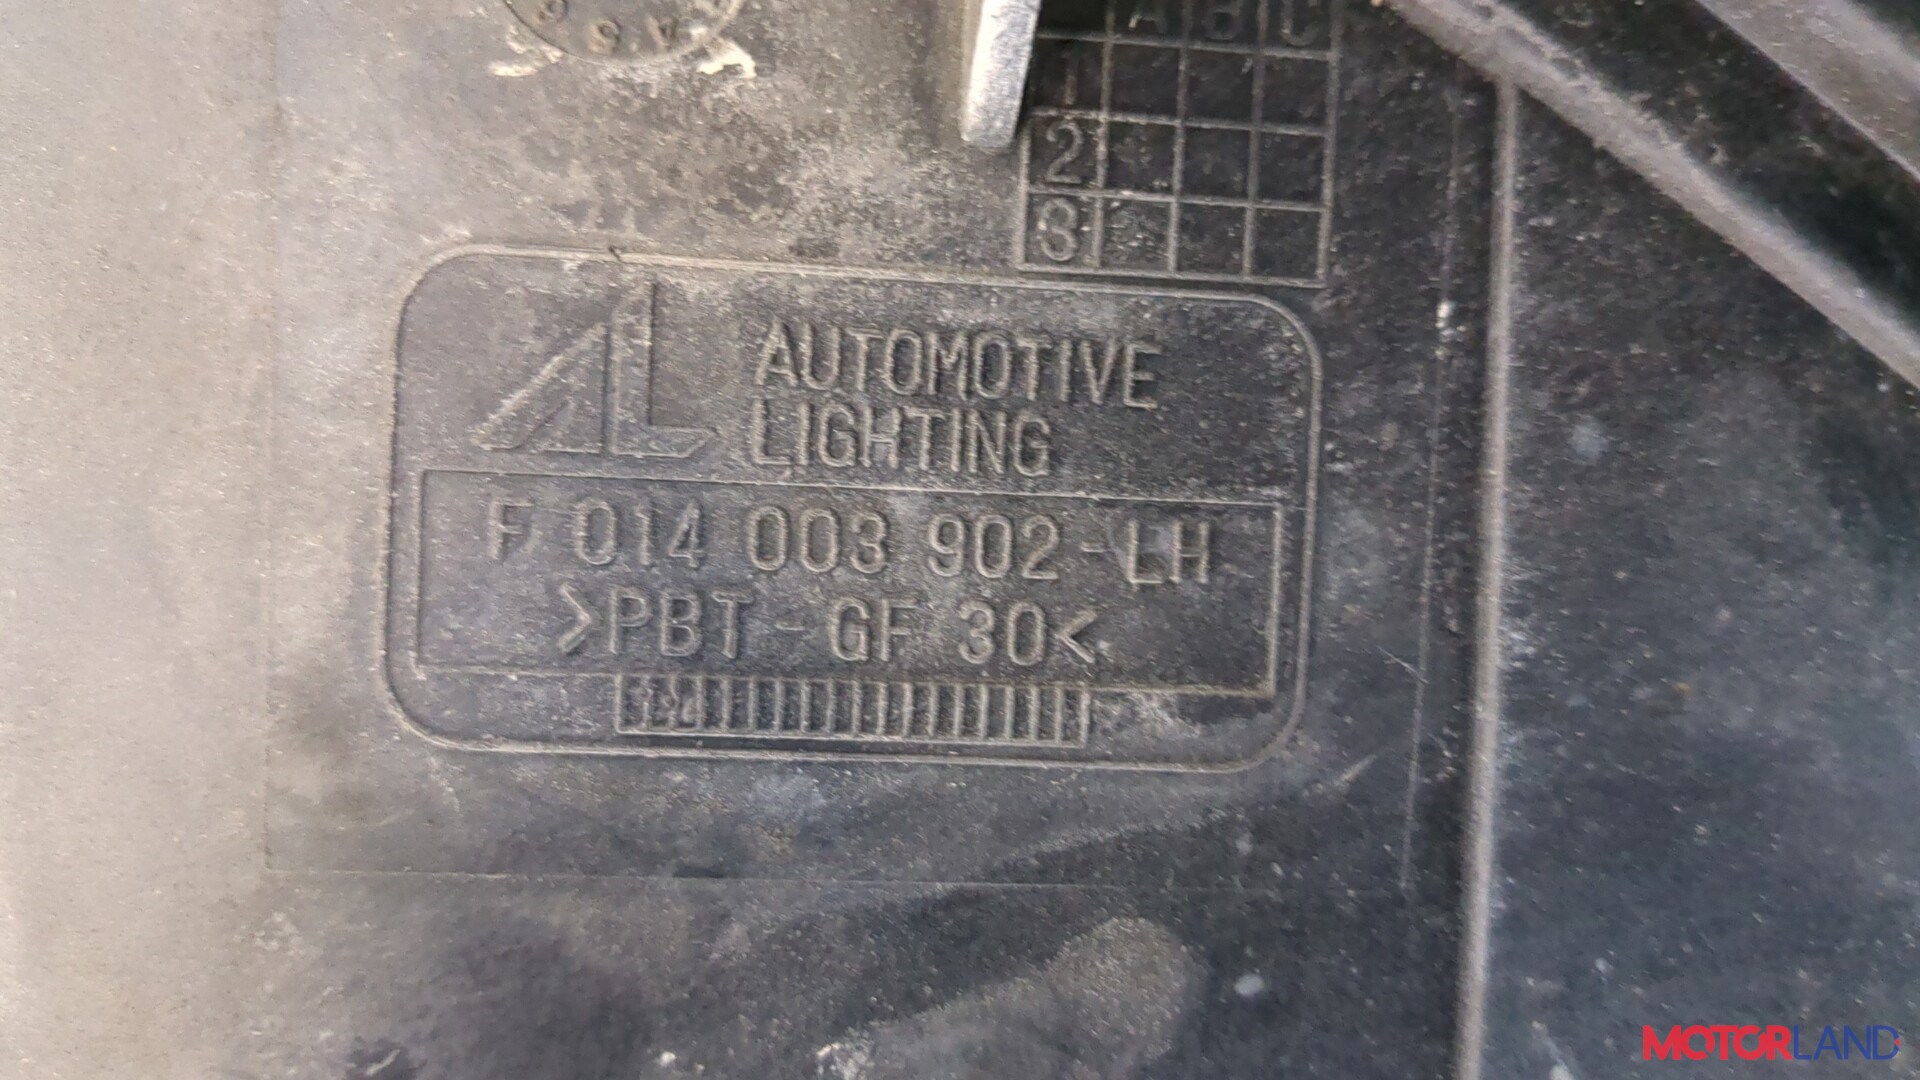 A B C
1
2
3
AL AUTOMOTIVE
LIGHTING
F 014 003 902-LH
>PBT-GF 30<
MOTORLAND